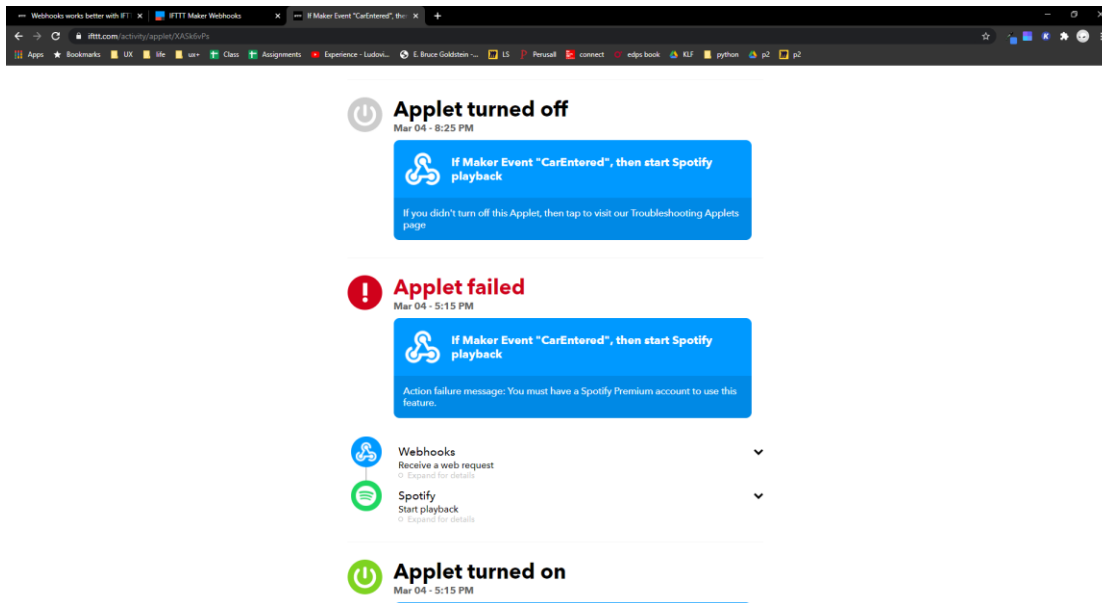 Webhooks works better with IFTT
IFTTT Maker Webhooks
If Maker Event "CarEntered", then
ifttt.com/activity/applet/XASk6vPs
Apps Bookmarks UX life ux+ Class Assignments Experience - Ludovi... E. Bruce Goldstein -... LS Perusall connect edps book KLF python p2 p2
Applet turned off
Mar 04 - 8:25 PM
If Maker Event "CarEntered", then start Spotify
playback
If you didn't turn off this Applet, then tap to visit our Troubleshooting Applets
page
Applet failed
Mar 04 - 5:15 PM
If Maker Event "CarEntered", then start Spotify
playback
Action failure message: You must have a Spotify Premium account to use this
feature.
Webhooks
Receive a web request
Expand for details
Spotify
Start playback
Expand for details
Applet turned on
Mar 04 - 5:15 PM